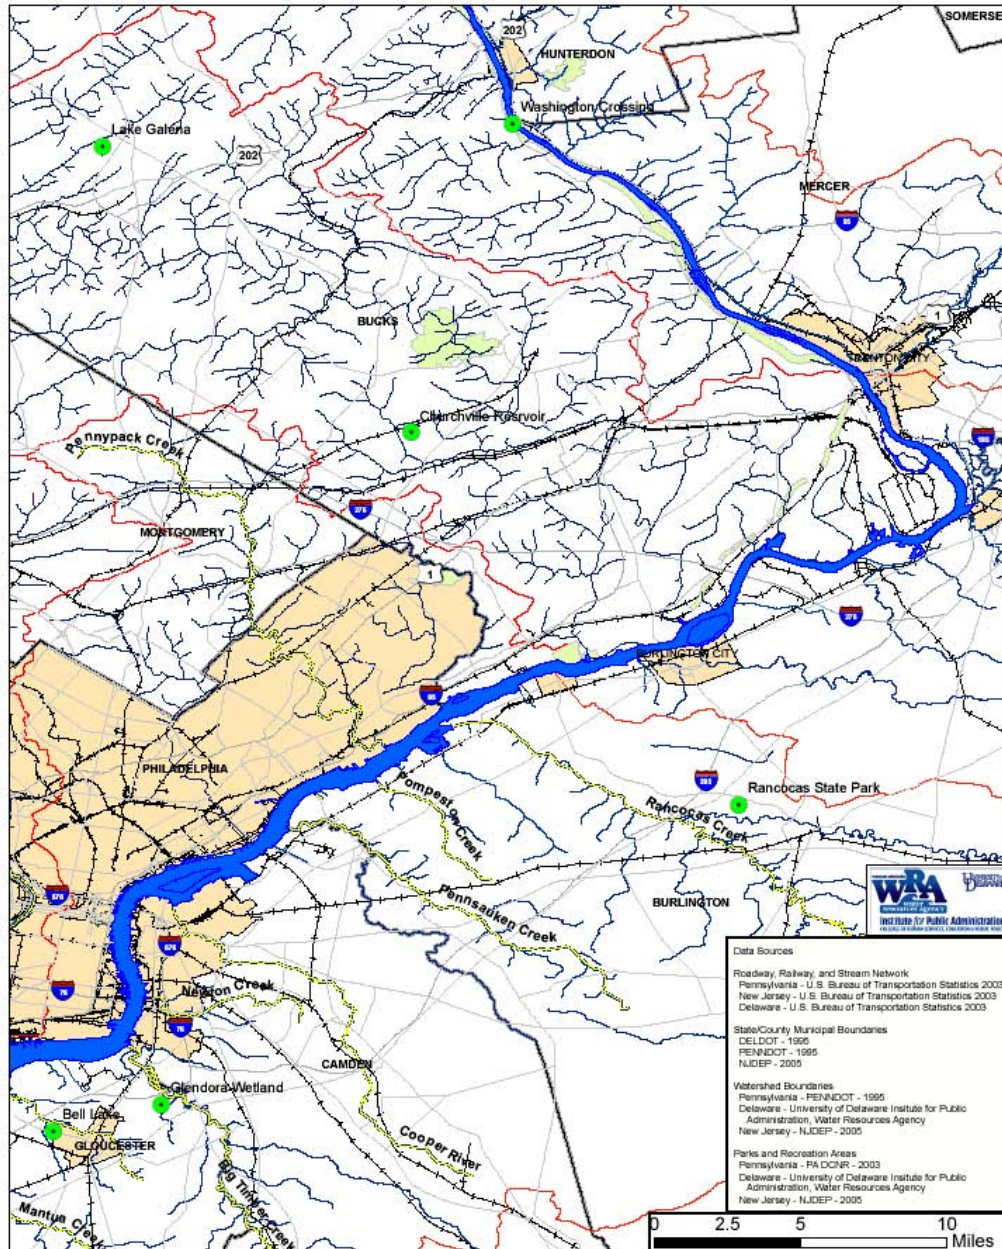 SOMERSE
202
HUNTERDON
Washington Crossing
Lake Galena
202
MERCER
95
1
BUCKS
TRENTON CITY
Churchville Resrvoir
Pennypack Creek
276
MONTGOMERY
1
276
BURLINGTON CITY
95
PHILADELPHIA
Pompeston Creek
Rancocas State Park
Rancocas Creek
676
Pennsauken Creek
BURLINGTON
WRA
water
resources agency
Institute for Public Administration
676
76
Newton Creek
76
CAMDEN
Glendora Wetland
Bell Lake
GLOUCESTER
Cooper River
Big Timber Creek
Mantua Creek
Data Sources
Roadway, Railway, and Stream Network
Pennsylvania - U.S. Bureau of Transportation Statistics 2003
New Jersey - U.S. Bureau of Transportation Statistics 2003
Delaware - U.S. Bureau of Transportation Statistics 2003
State/County Municipal Boundaries
DELDOT - 1995
PENNDOT - 1995
NJDEP - 2005
Watershed Boundaries
Pennsylvania - PENNDOT - 1995
Delaware - University of Delaware Insitute for Public
Administration, Water Resources Agency
New Jersey - NJDEP - 2005
Parks and Recreation Areas
Pennsylvania - PA DCNR - 2003
Delaware - University of Delaware Insitute for Public
Administration, Water Resources Agency
New Jersey - NJDEP - 2005
0 2.5 5 10
Miles